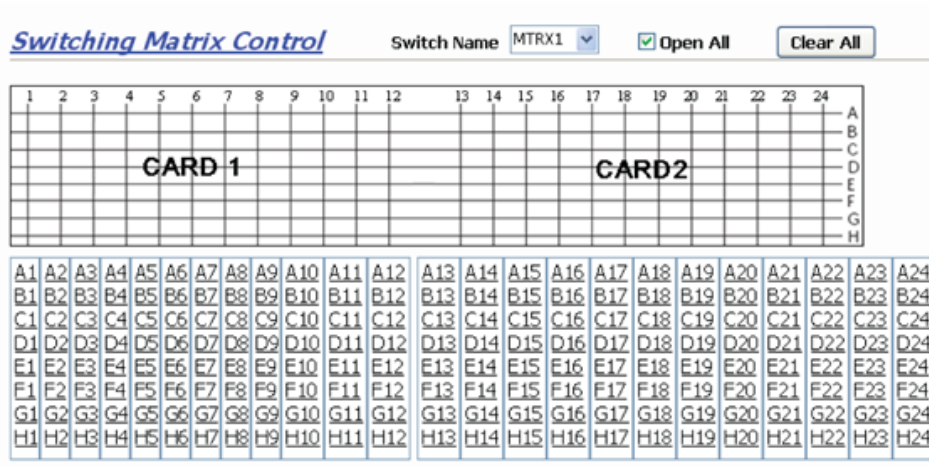 Switching Matrix Control Switch Name MTRX1 Open All Clear All
1 2 3 4 5 6 7 8 9 10 11 12 13 14 15 16 17 18 19 20 21 22 23 24
A
B
C
CARD 1 CARD2 D
E
F
G
H
A1 A2 A3 A4 A5 A6 A7 A8 A9 A10 A11 A12 A13 A14 A15 A16 A17 A18 A19 A20 A21 A22 A23 A24
B1 B2 B3 B4 B5 B6 B7 B8 B9 B10 B11 B12 B13 B14 B15 B16 B17 B18 B19 B20 B21 B22 B23 B24
C1 C2 C3 C4 C5 C6 C7 C8 C9 C10 C11 C12 C13 C14 C15 C16 C17 C18 C19 C20 C21 C22 C23 C24
D1 D2 D3 D4 D5 D6 D7 D8 D9 D10 D11 D12 D13 D14 D15 D16 D17 D18 D19 D20 D21 D22 D23 D24
E1 E2 E3 E4 E5 E6 E7 E8 E9 E10 E11 E12 E13 E14 E15 E16 E17 E18 E19 E20 E21 E22 E23 E24
F1 F2 F3 F4 F5 F6 F7 F8 F9 F10 F11 F12 F13 F14 F15 F16 F17 F18 F19 F20 F21 F22 F23 F24
G1 G2 G3 G4 G5 G6 G7 G8 G9 G10 G11 G12 G13 G14 G15 G16 G17 G18 G19 G20 G21 G22 G23 G24
H1 H2 H3 H4 H5 H6 H7 H8 H9 H10 H11 H12 H13 H14 H15 H16 H17 H18 H19 H20 H21 H22 H23 H24